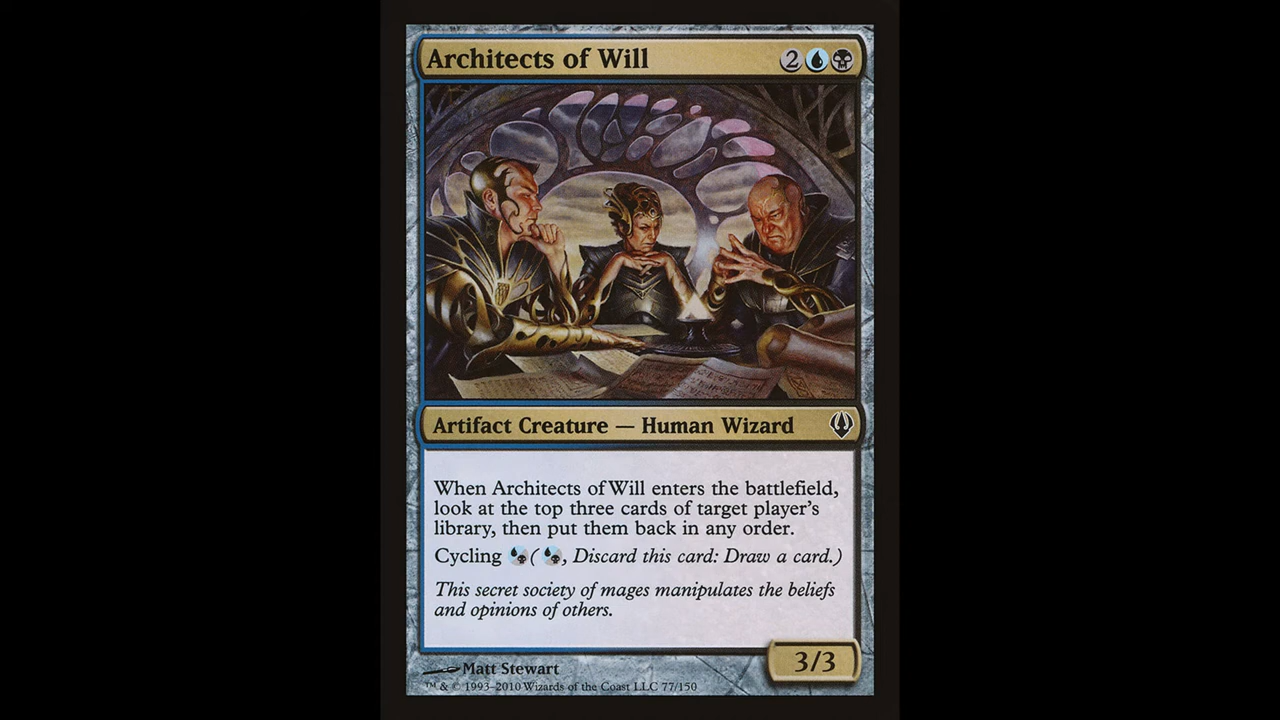 Architects of Will 2
Artifact Creature — Human Wizard
When Architects of Will enters the battlefield,
look at the top three cards of target player's
library, then put them back in any order.
Cycling (, Discard this card: Draw a card.)
This secret society of mages manipulates the beliefs
and opinions of others.
Matt Stewart
3/3
™ & © 1993–2010 Wizards of the Coast LLC 77/150